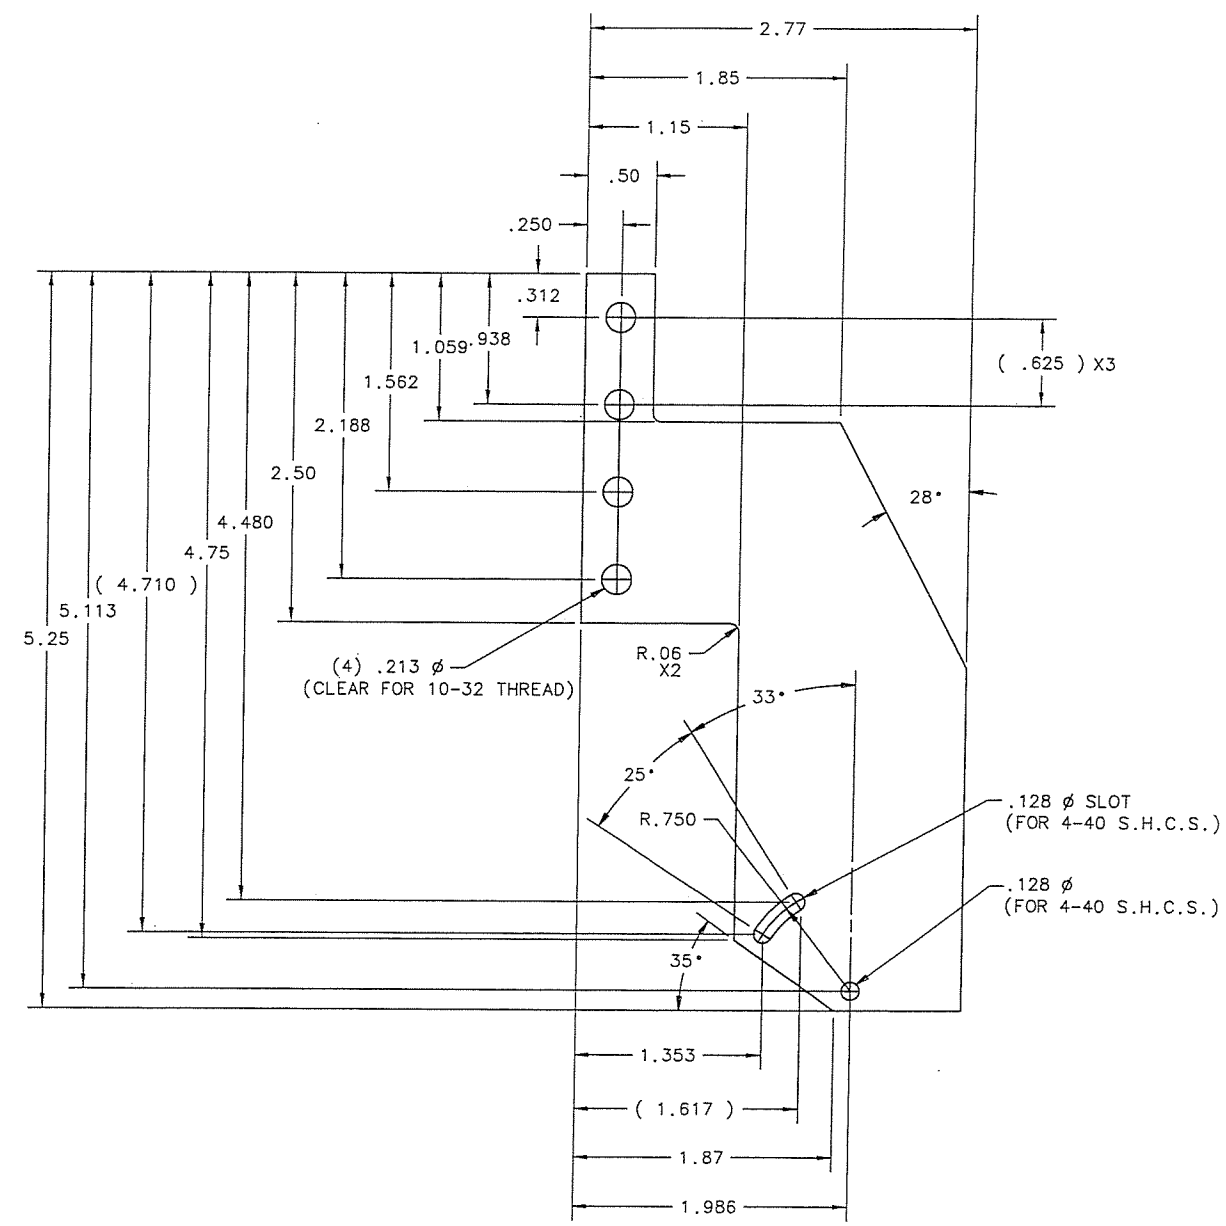 2.77
1.85
1.15
.50
.250
.312
.938
1.059
( .625 ) X3
1.562
2.188
2.50
28°
4.480
4.75
( 4.710 )
5.113
5.25
R.06
X2
(4) .213 ø
(CLEAR FOR 10-32 THREAD)
33°
25°
R.750
.128 ø SLOT
(FOR 4-40 S.H.C.S.)
.128 ø
(FOR 4-40 S.H.C.S.)
35°
1.353
( 1.617 )
1.87
1.986